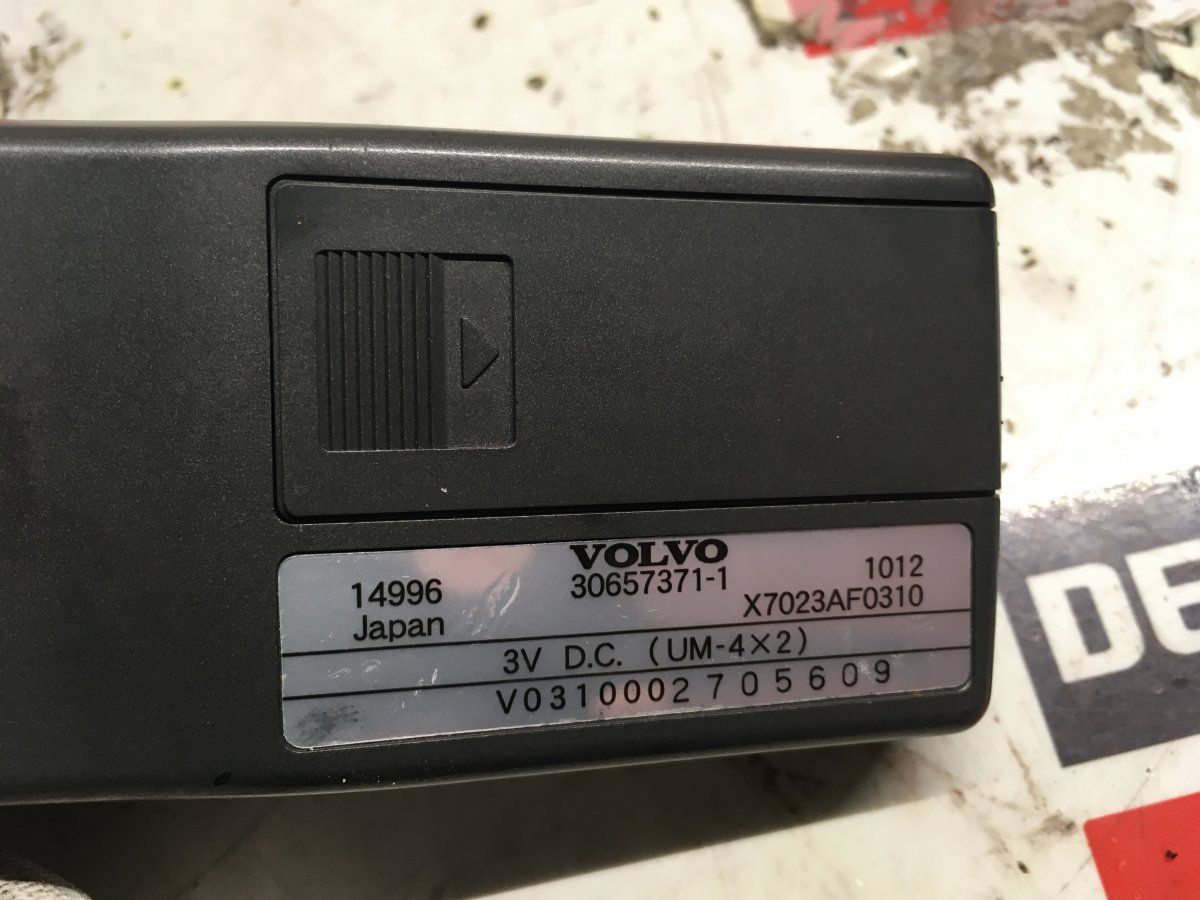 VOLVO
14996
30657371-1
1012
Japan
X7023AF0310
3V D.C. (UM-4×2)
V0310002705609
DE